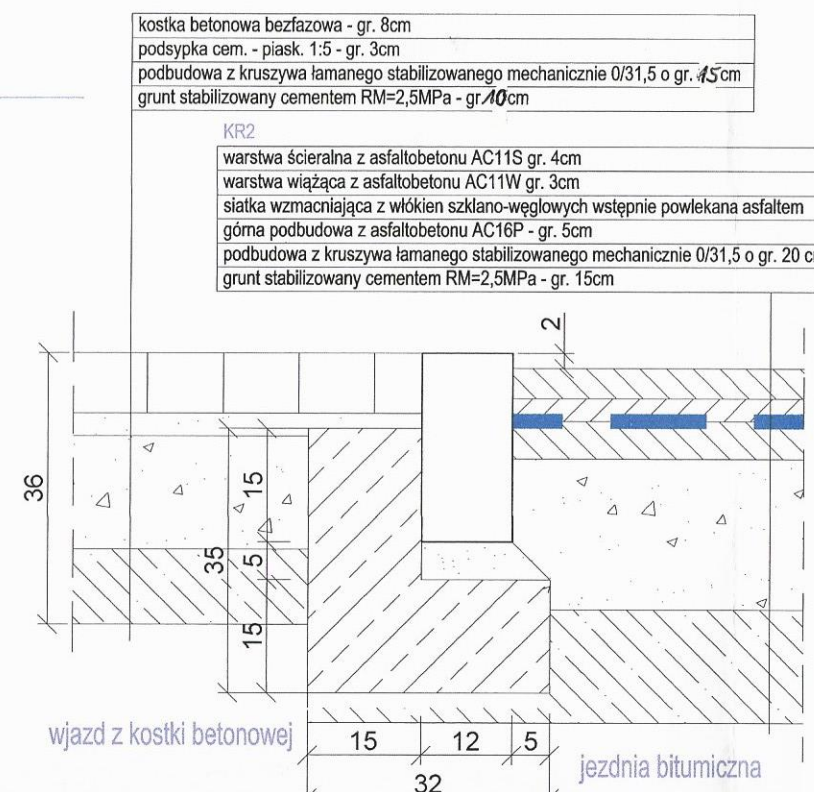 kostka betonowa bezfazowa - gr. 8cm
podsypka cem. - piask. 1:5 - gr. 3cm
podbudowa z kruszywa łamanego stabilizowanego mechanicznie 0/31,5 o gr. 15cm
grunt stabilizowany cementem RM=2,5MPa - gr 10cm
KR2
warstwa ścieralna z asfaltobetonu AC11S gr. 4cm
warstwa wiążąca z asfaltobetonu AC11W gr. 3cm
siatka wzmacniająca z włókien szklano-węglowych wstępnie powlekana asfaltem
górna podbudowa z asfaltobetonu AC16P - gr. 5cm
podbudowa z kruszywa łamanego stabilizowanego mechanicznie 0/31,5 o gr. 20 c
grunt stabilizowany cementem RM=2,5MPa - gr. 15cm
2
36
35
15
5
15
wjazd z kostki betonowej
15 12 5
32
jezdnia bitumiczna